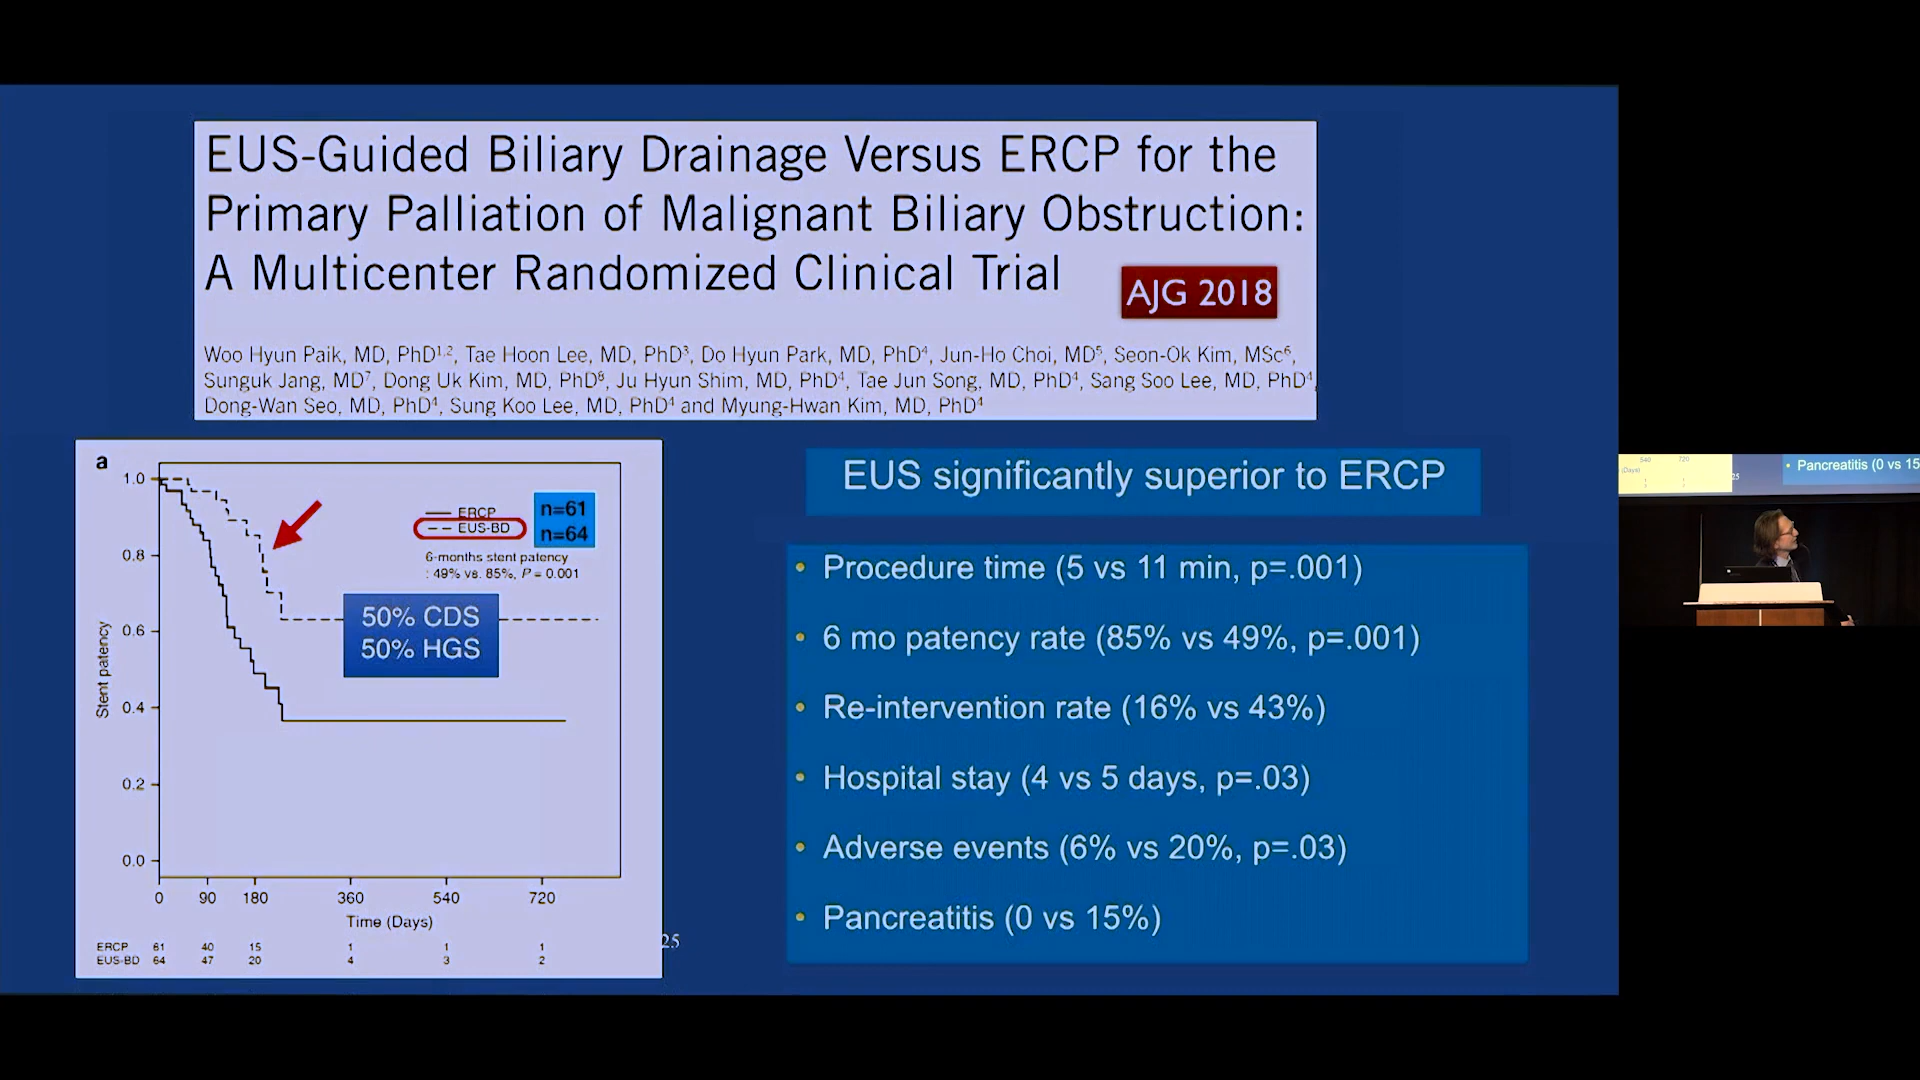 EUS-Guided Biliary Drainage Versus ERCP for the
Primary Palliation of Malignant Biliary Obstruction:
A Multicenter Randomized Clinical Trial
AJG 2018
Woo Hyun Paik, MD, PhD1,2, Tae Hoon Lee, MD, PhD3, Do Hyun Park, MD, PhD4, Jun-Ho Choi, MD5, Seon-Ok Kim, MSc6,
Sunguk Jang, MD7, Dong Uk Kim, MD, PhD8, Ju Hyun Shim, MD, PhD4, Tae Jun Song, MD, PhD4, Sang Soo Lee, MD, PhD4,
Dong-Wan Seo, MD, PhD4, Sung Koo Lee, MD, PhD4 and Myung-Hwan Kim, MD, PhD4
a
1.0
0.8
0.6
0.4
0.2
0.0
Stent patency
ERCP
EUS-BD
n=61
n=64
6-months stent patency
: 49% vs. 85%, P = 0.001
50% CDS
50% HGS
0 90 180 360 540 720
Time (Days)
ERCP 61 40 15 1 1 1
EUS-BD 64 47 20 4 3 2
25
EUS significantly superior to ERCP
• Procedure time (5 vs 11 min, p=.001)
• 6 mo patency rate (85% vs 49%, p=.001)
• Re-intervention rate (16% vs 43%)
• Hospital stay (4 vs 5 days, p=.03)
• Adverse events (6% vs 20%, p=.03)
• Pancreatitis (0 vs 15%)
540 720
(Days)
25
• Pancreatitis (0 vs 15